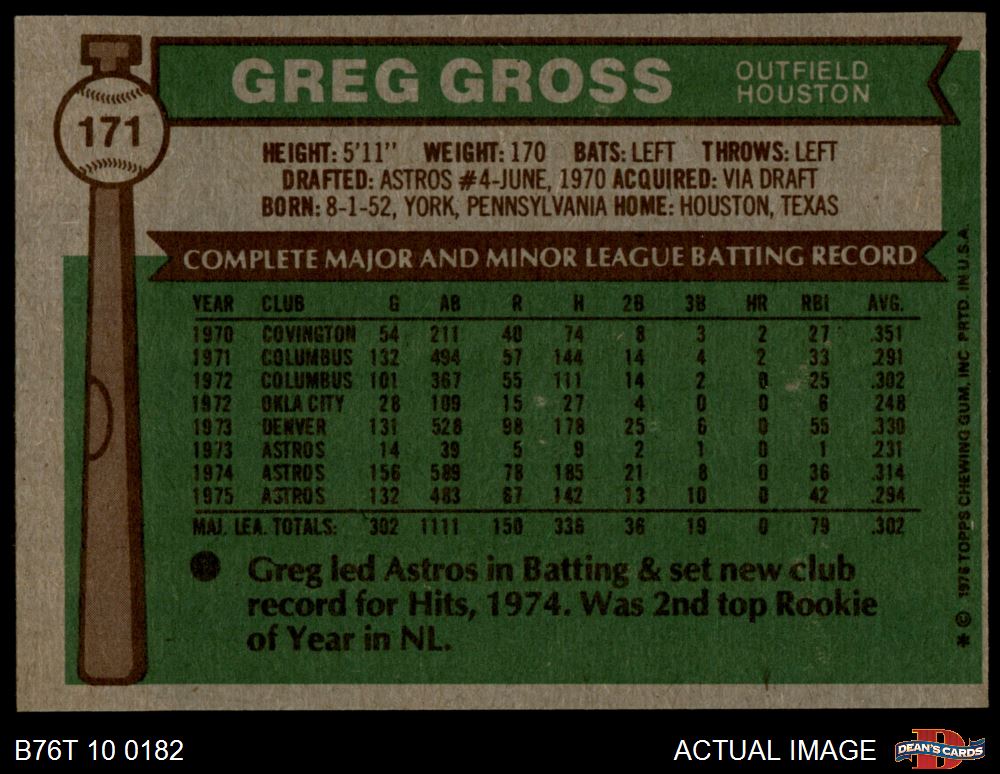 171
GREG GROSS
OUTFIELD
HOUSTON
HEIGHT: 5'11" WEIGHT: 170 BATS: LEFT THROWS: LEFT
DRAFTED: ASTROS #4-JUNE, 1970 ACQUIRED: VIA DRAFT
BORN: 8-1-52, YORK, PENNSYLVANIA HOME: HOUSTON, TEXAS
COMPLETE MAJOR AND MINOR LEAGUE BATTING RECORD
YEAR CLUB G AB R H 2B 3B HR RBI AVG.
1970 COVINGTON 54 211 40 74 8 3 2 27 .351
1971 COLUMBUS 132 494 57 144 14 4 2 33 .291
1972 COLUMBUS 101 367 55 111 14 2 0 25 .302
1972 OKLA CITY 28 109 15 27 4 0 0 6 .248
1973 DENVER 131 528 98 178 25 6 0 55 .330
1973 ASTROS 14 39 5 9 2 1 0 1 .231
1974 ASTROS 156 589 78 185 21 8 0 36 .314
1975 ASTROS 132 483 67 142 13 10 0 42 .294
MAJ. LEA. TOTALS: 302 1111 150 336 36 19 0 79 .302
● Greg led Astros in Batting & set new club
record for Hits, 1974. Was 2nd top Rookie
of Year in NL.
* © 1976 TOPPS CHEWING GUM, INC PRTD. IN U.S.A.
B76T 10 0182
ACTUAL IMAGE
D
DEAN'S CARDS